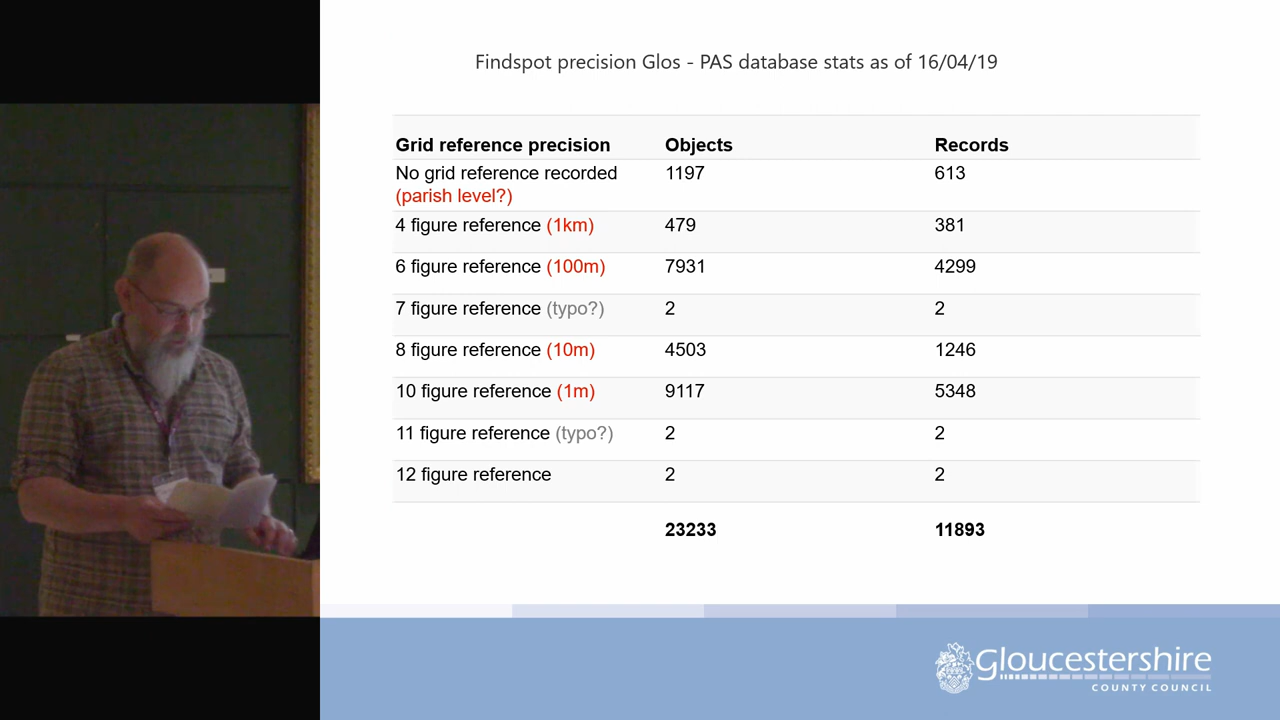 Findspot precision Glos - PAS database stats as of 16/04/19
Grid reference precision Objects Records
No grid reference recorded 1197 613
(parish level?)
4 figure reference (1km) 479 381
6 figure reference (100m) 7931 4299
7 figure reference (typo?) 2 2
8 figure reference (10m) 4503 1246
10 figure reference (1m) 9117 5348
11 figure reference (typo?) 2 2
12 figure reference 2 2
23233 11893
Gloucestershire
COUNTY COUNCIL